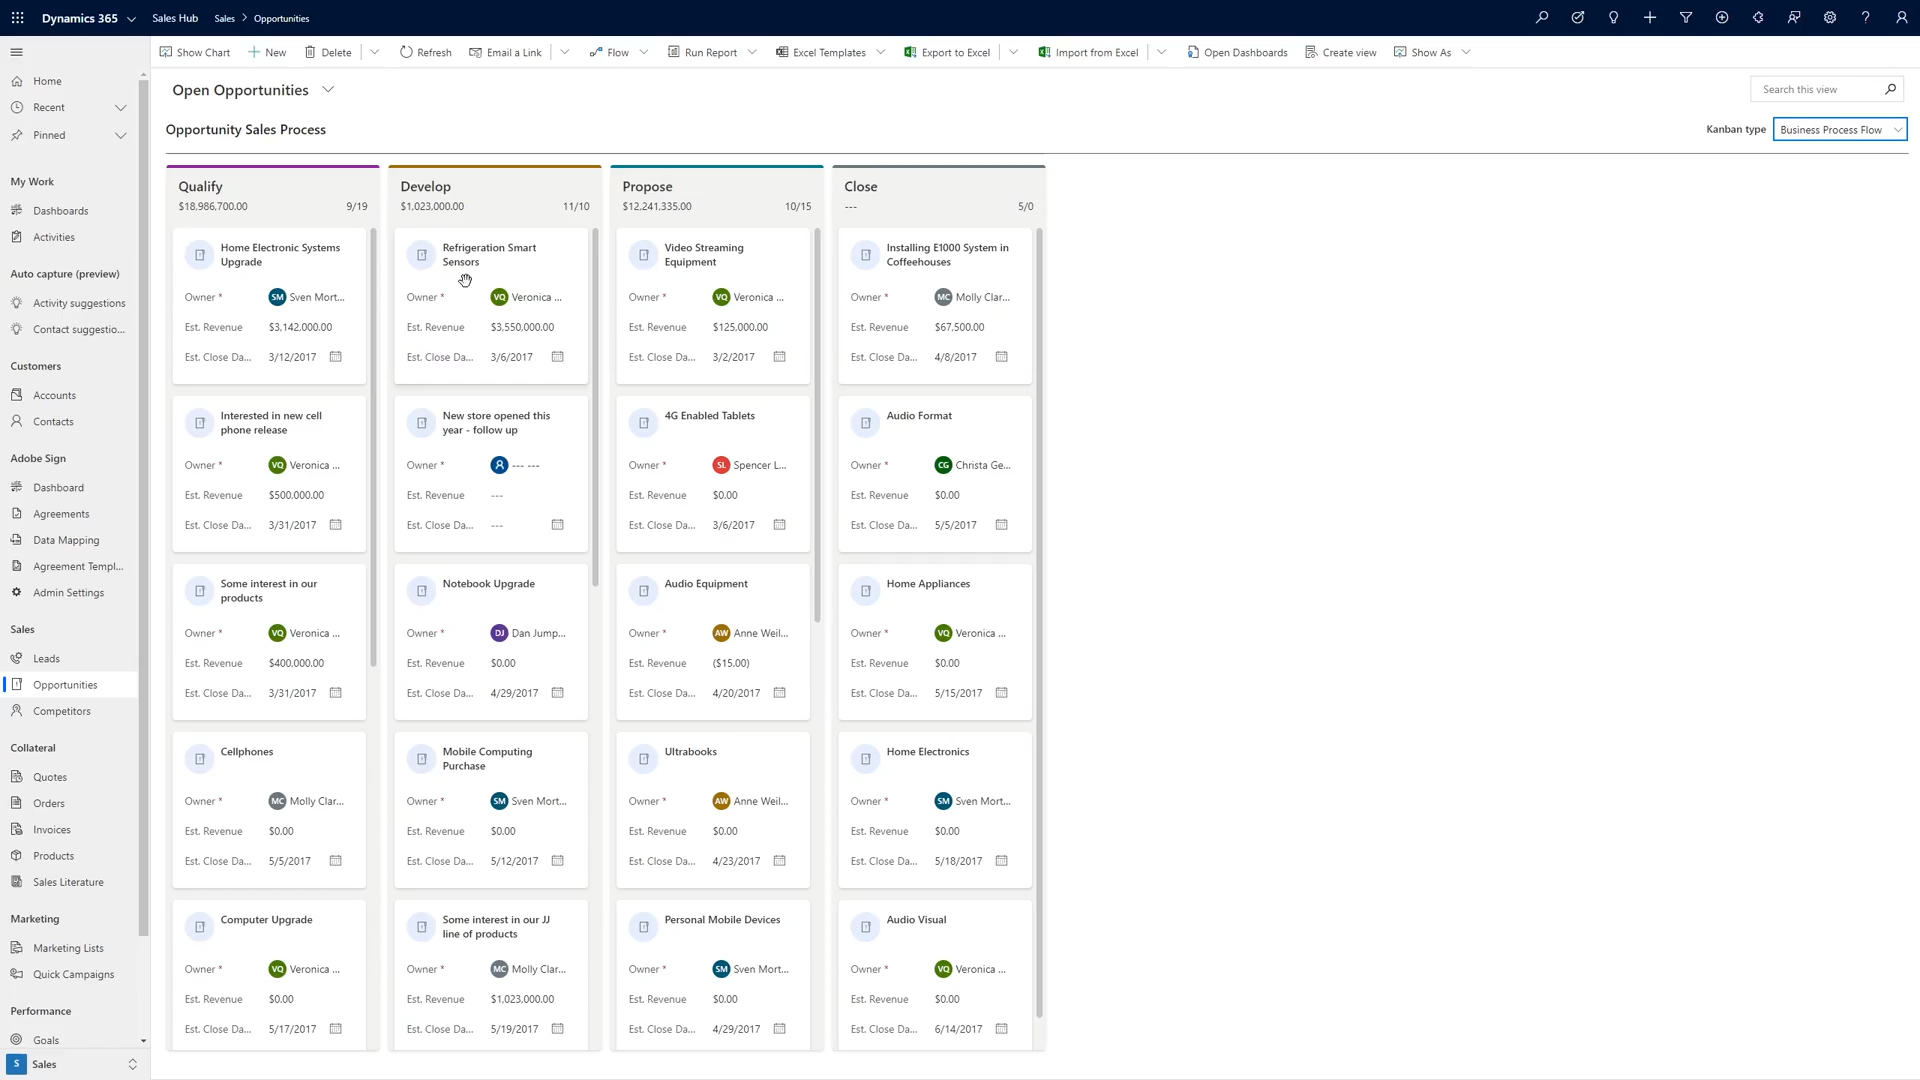 Dynamics 365 Sales Hub Sales > Opportunities
Show Chart New Delete Refresh Email a Link Flow Run Report Excel Templates Export to Excel Import from Excel Open Dashboards Create view Show As
Home
Recent
Pinned
My Work
Dashboards
Activities
Auto capture (preview)
Activity suggestions
Contact suggestio...
Customers
Accounts
Contacts
Adobe Sign
Dashboard
Agreements
Data Mapping
Agreement Templ...
Admin Settings
Sales
Leads
Opportunities
Competitors
Collateral
Quotes
Orders
Invoices
Products
Sales Literature
Marketing
Marketing Lists
Quick Campaigns
Performance
Goals
S Sales
Open Opportunities
Search this view
Opportunity Sales Process
Kanban type Business Process Flow
Qualify
$18,986,700.00 9/19
Home Electronic Systems
Upgrade
Owner * SM Sven Mort...
Est. Revenue $3,142,000.00
Est. Close Da... 3/12/2017
Interested in new cell
phone release
Owner * VQ Veronica ...
Est. Revenue $500,000.00
Est. Close Da... 3/31/2017
Some interest in our
products
Owner * VQ Veronica ...
Est. Revenue $400,000.00
Est. Close Da... 3/31/2017
Cellphones
Owner * MC Molly Clar...
Est. Revenue $0.00
Est. Close Da... 5/5/2017
Computer Upgrade
Owner * VQ Veronica ...
Est. Revenue $0.00
Est. Close Da... 5/17/2017
Develop
$1,023,000.00 11/10
Refrigeration Smart
Sensors
Owner * VQ Veronica ...
Est. Revenue $3,550,000.00
Est. Close Da... 3/6/2017
New store opened this
year - follow up
Owner * --- ---
Est. Revenue ---
Est. Close Da... ---
Notebook Upgrade
Owner * DJ Dan Jump...
Est. Revenue $0.00
Est. Close Da... 4/29/2017
Mobile Computing
Purchase
Owner * SM Sven Mort...
Est. Revenue $0.00
Est. Close Da... 5/12/2017
Some interest in our JJ
line of products
Owner * MC Molly Clar...
Est. Revenue $1,023,000.00
Est. Close Da... 5/19/2017
Propose
$12,241,335.00 10/15
Video Streaming
Equipment
Owner * VQ Veronica ...
Est. Revenue $125,000.00
Est. Close Da... 3/2/2017
4G Enabled Tablets
Owner * SL Spencer L...
Est. Revenue $0.00
Est. Close Da... 3/6/2017
Audio Equipment
Owner * AW Anne Weil...
Est. Revenue ($15.00)
Est. Close Da... 4/20/2017
Ultrabooks
Owner * AW Anne Weil...
Est. Revenue $0.00
Est. Close Da... 4/23/2017
Personal Mobile Devices
Owner * SM Sven Mort...
Est. Revenue $0.00
Est. Close Da... 4/29/2017
Close
--- 5/0
Installing E1000 System in
Coffeehouses
Owner * MC Molly Clar...
Est. Revenue $67,500.00
Est. Close Da... 4/8/2017
Audio Format
Owner * CG Christa Ge...
Est. Revenue $0.00
Est. Close Da... 5/5/2017
Home Appliances
Owner * VQ Veronica ...
Est. Revenue $0.00
Est. Close Da... 5/15/2017
Home Electronics
Owner * SM Sven Mort...
Est. Revenue $0.00
Est. Close Da... 5/18/2017
Audio Visual
Owner * VQ Veronica ...
Est. Revenue $0.00
Est. Close Da... 6/14/2017